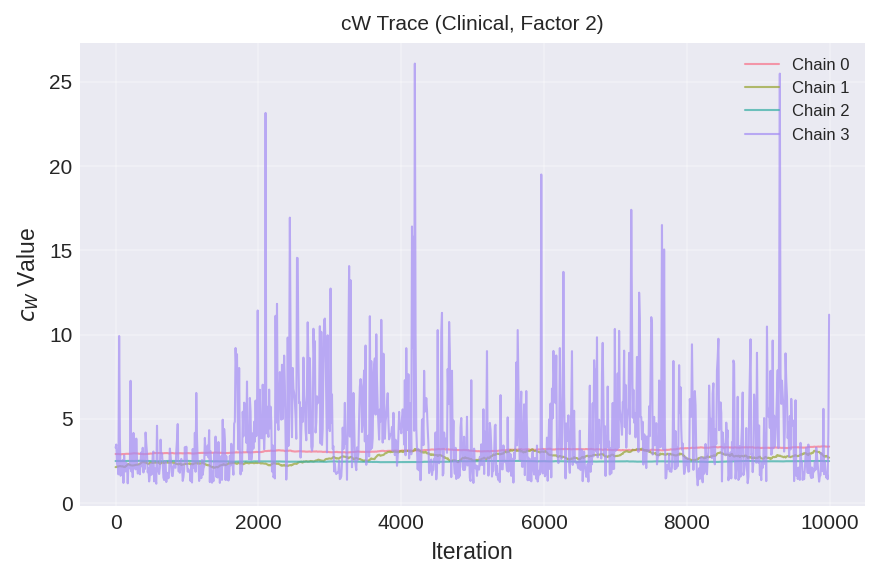 cW Trace (Clinical, Factor 2)
Chain 0
Chain 1
Chain 2
Chain 3
25
20
15
10
5
0
c_W Value
0 2000 4000 6000 8000 10000
Iteration